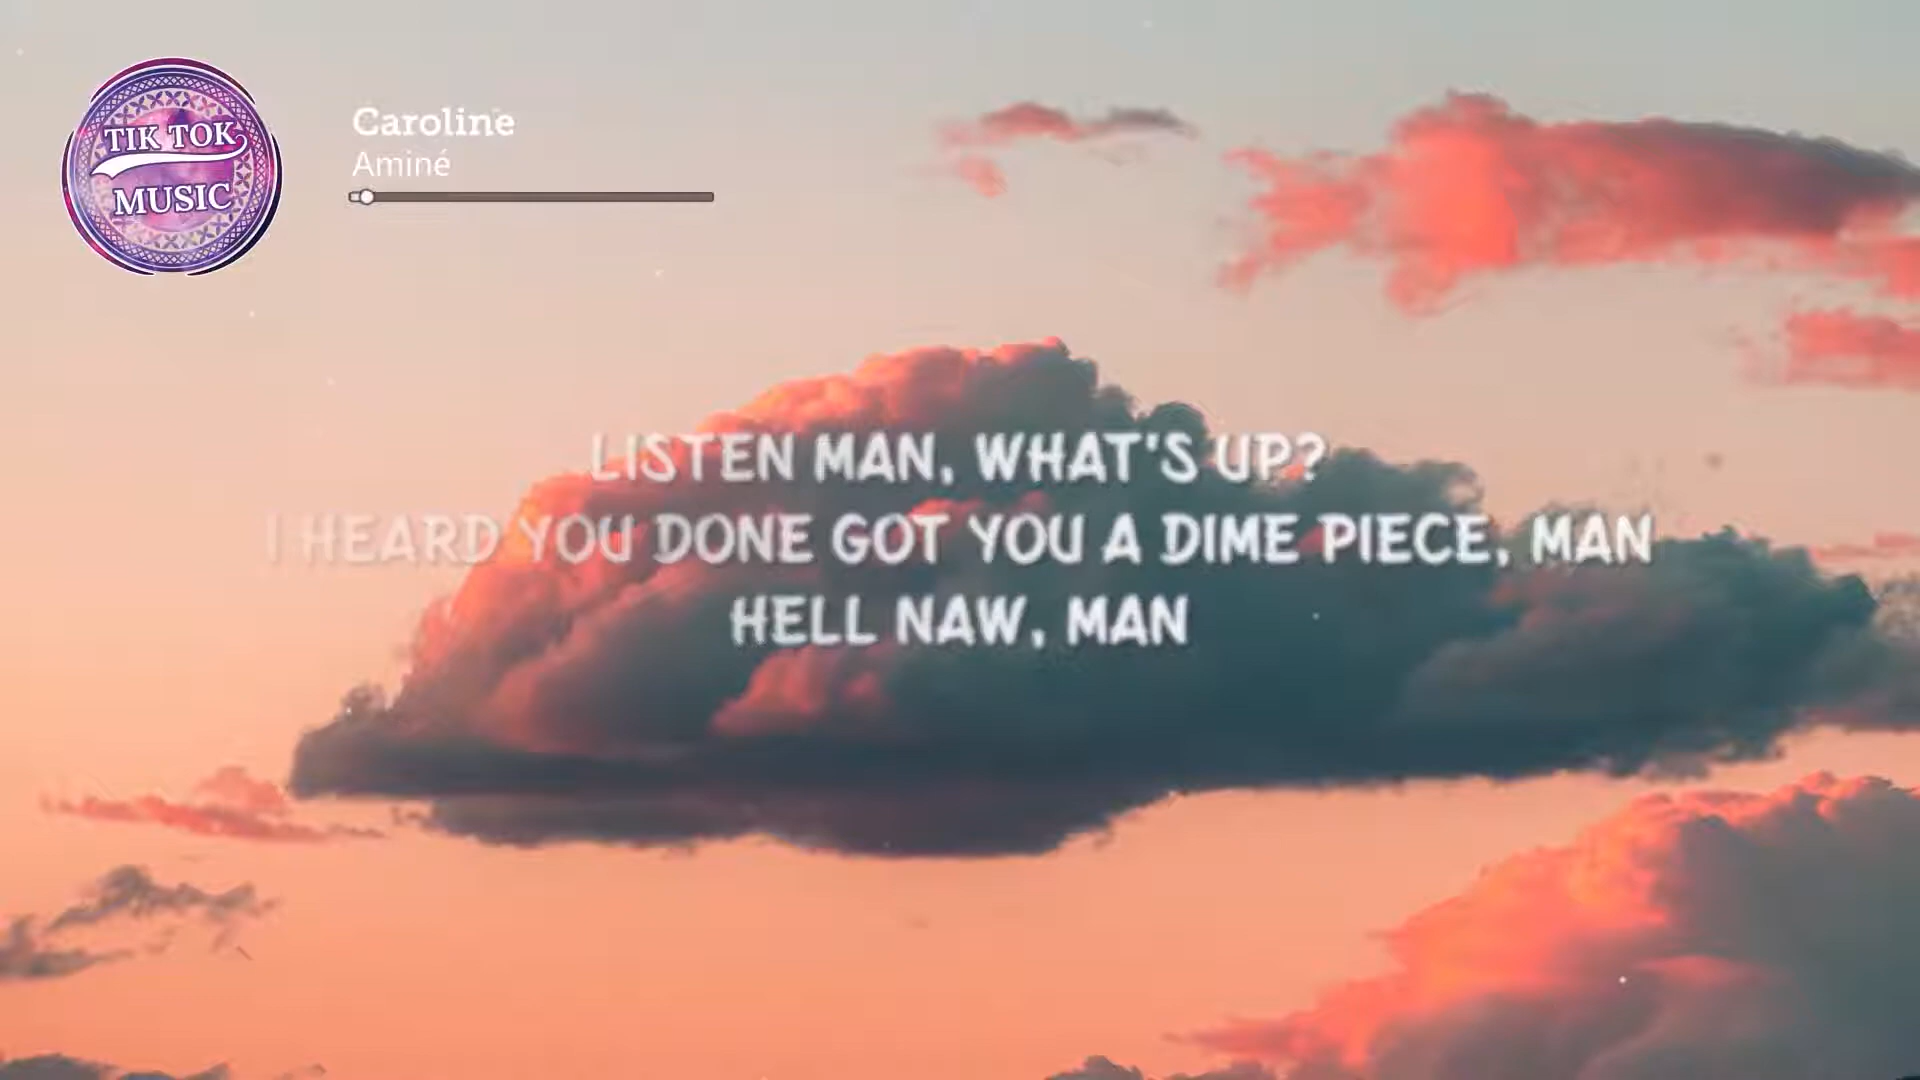 TIK TOK
MUSIC
Caroline
Aminé
LISTEN MAN, WHAT'S UP?
I HEARD YOU DONE GOT YOU A DIME PIECE, MAN
HELL NAW, MAN